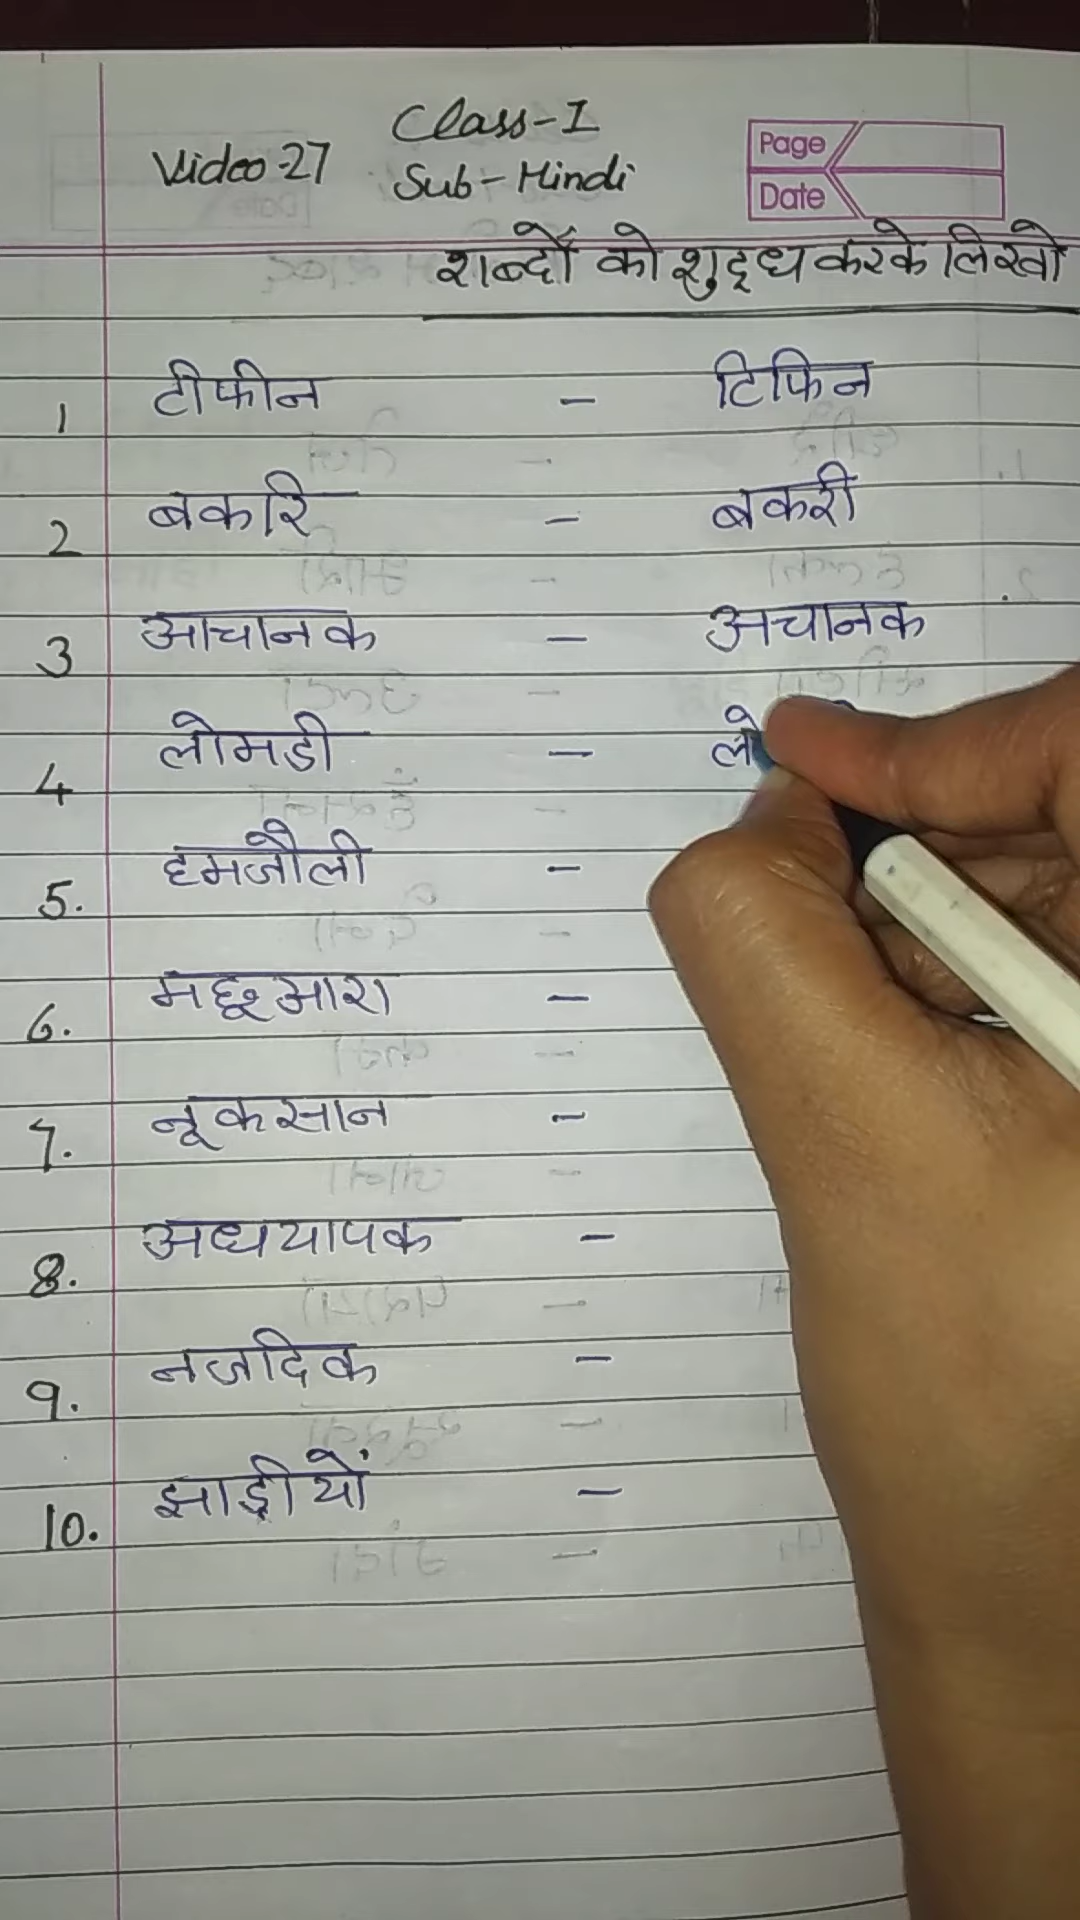 Class-I
Video-27
Sub-Hindi
Page
Date
शब्दों को शुद्ध करके लिखो
1 टीफीन - टिफिन
2 बकरि - बकरी
3 आचानक - अचानक
4 लोमडी - लो
5. हमजौली -
6. मछूआरा -
7. नूकसान -
8. अधयापक -
9. नजदिक -
10. झाड़ीयों -